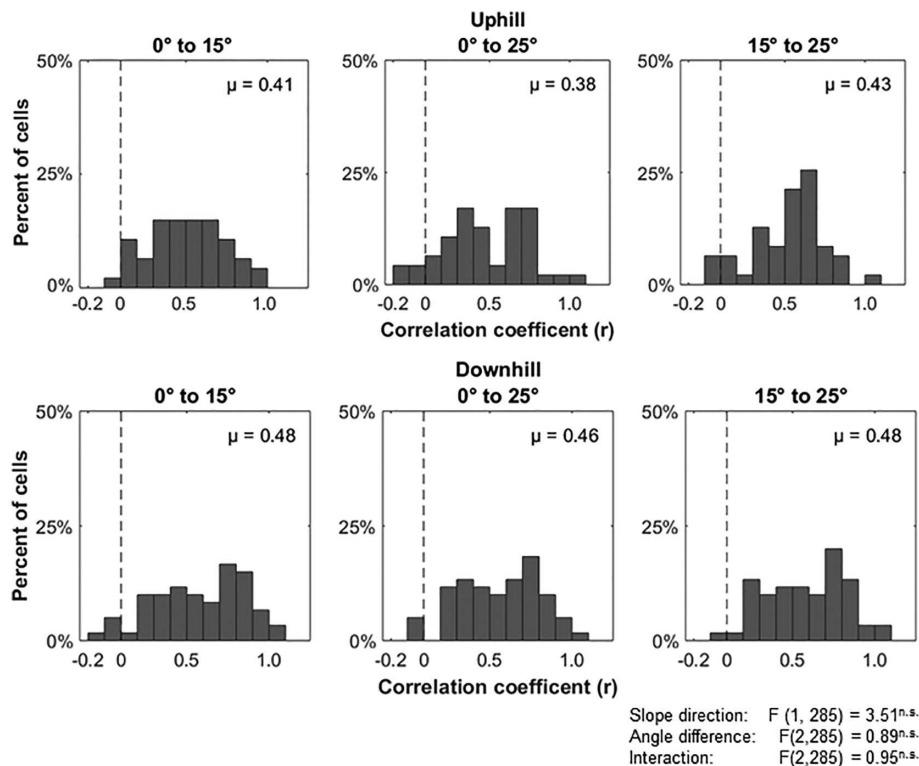 Uphill
0° to 15°
0° to 25°
15° to 25°
50%
25%
0%
Percent of cells
µ = 0.41
-0.2 0 0.5 1.0
50%
25%
0%
µ = 0.38
-0.2 0 0.5 1.0
Correlation coefficent (r)
50%
25%
0%
µ = 0.43
-0.2 0 0.5 1.0
Downhill
0° to 15°
0° to 25°
15° to 25°
50%
25%
0%
Percent of cells
µ = 0.48
-0.2 0 0.5 1.0
50%
25%
0%
µ = 0.46
-0.2 0 0.5 1.0
Correlation coefficent (r)
50%
25%
0%
µ = 0.48
-0.2 0 0.5 1.0
Slope direction: F (1, 285) = 3.51n.s.
Angle difference: F(2,285) = 0.89n.s.
Interaction: F(2,285) = 0.95n.s.